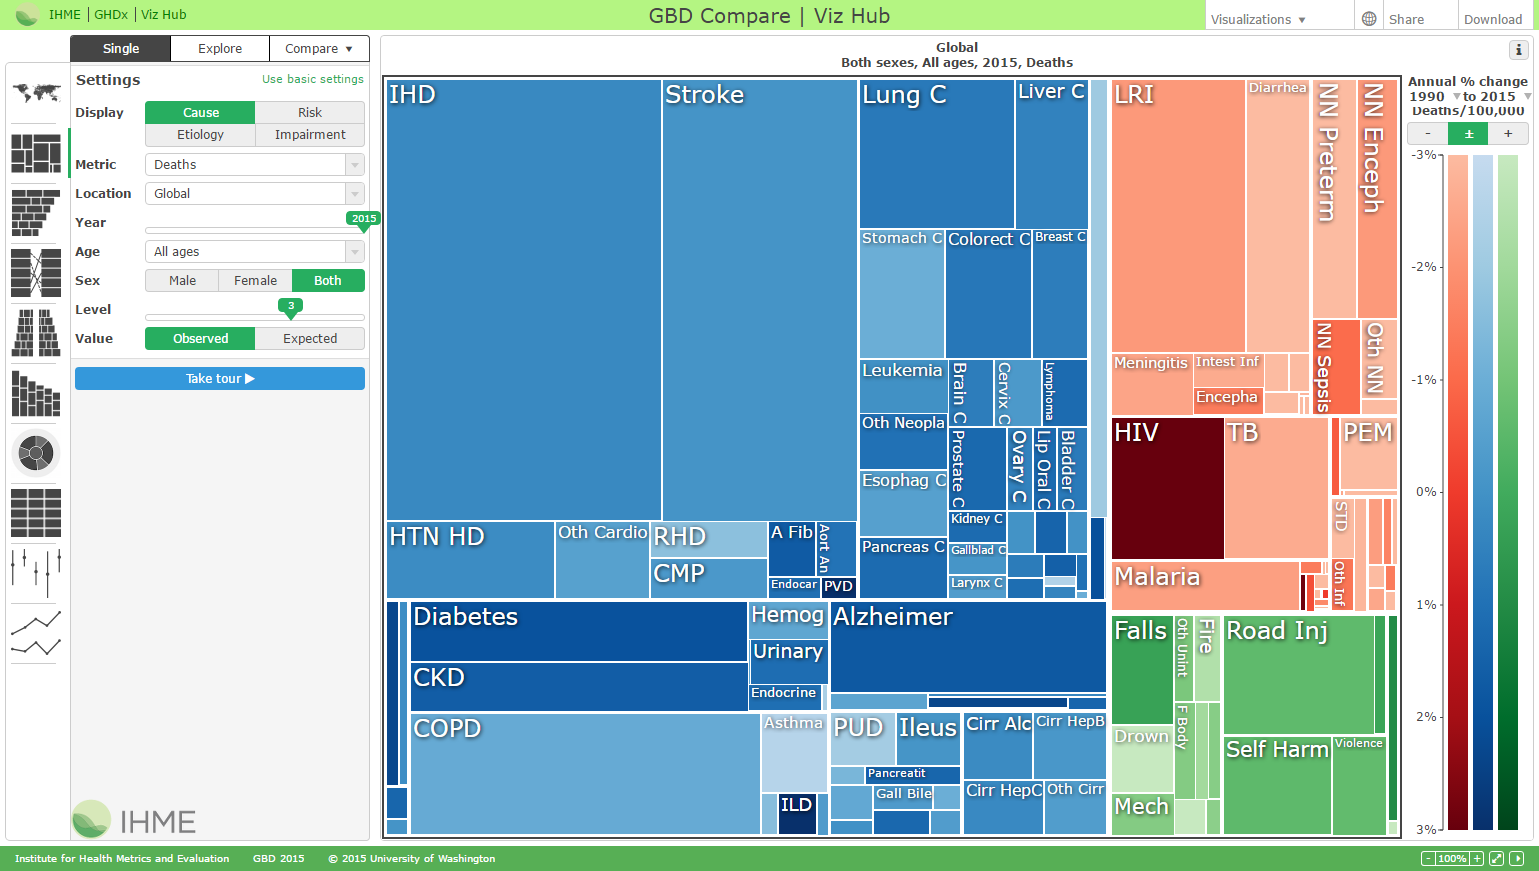 IHME | GHDx | Viz Hub
GBD Compare | Viz Hub
Visualizations ▼
Share
Download
Single
Explore
Compare ▼
Settings
Use basic settings
Display
Cause
Risk
Etiology
Impairment
Metric
Deaths
Location
Global
Year
2015
Age
All ages
Sex
Male
Female
Both
Level
3
Value
Observed
Expected
Take tour ▶
IHME
Global
Both sexes, All ages, 2015, Deaths
i
IHD
Stroke
HTN HD
Oth Cardio
RHD
CMP
A Fib
Aort An
Endocar
PVD
Lung C
Liver C
Stomach C
Colorect C
Breast C
Leukemia
Brain C
Cervix C
Lymphoma
Oth Neopla
Prostate C
Ovary C
Lip Oral C
Bladder C
Esophag C
Kidney C
Pancreas C
Gallblad C
Larynx C
Diabetes
CKD
Hemog
Urinary
Endocrine
Alzheimer
COPD
Asthma
ILD
PUD
Ileus
Pancreatit
Gall Bile
Cirr Alc
Cirr HepB
Cirr HepC
Oth Cirr
LRI
Diarrhea
NN Preterm
NN Enceph
Meningitis
Intest Inf
Encepha
NN Sepsis
Oth NN
HIV
TB
PEM
STD
Malaria
Oth Inf
Falls
Oth Unint
Fire
Road Inj
Drown
F Body
Mech
Self Harm
Violence
Annual % change
1990 ▼ to 2015 ▼
Deaths/100,000
-
±
+
-3%
-2%
-1%
0%
1%
2%
3%
Institute for Health Metrics and Evaluation
GBD 2015
© 2015 University of Washington
- 100% +